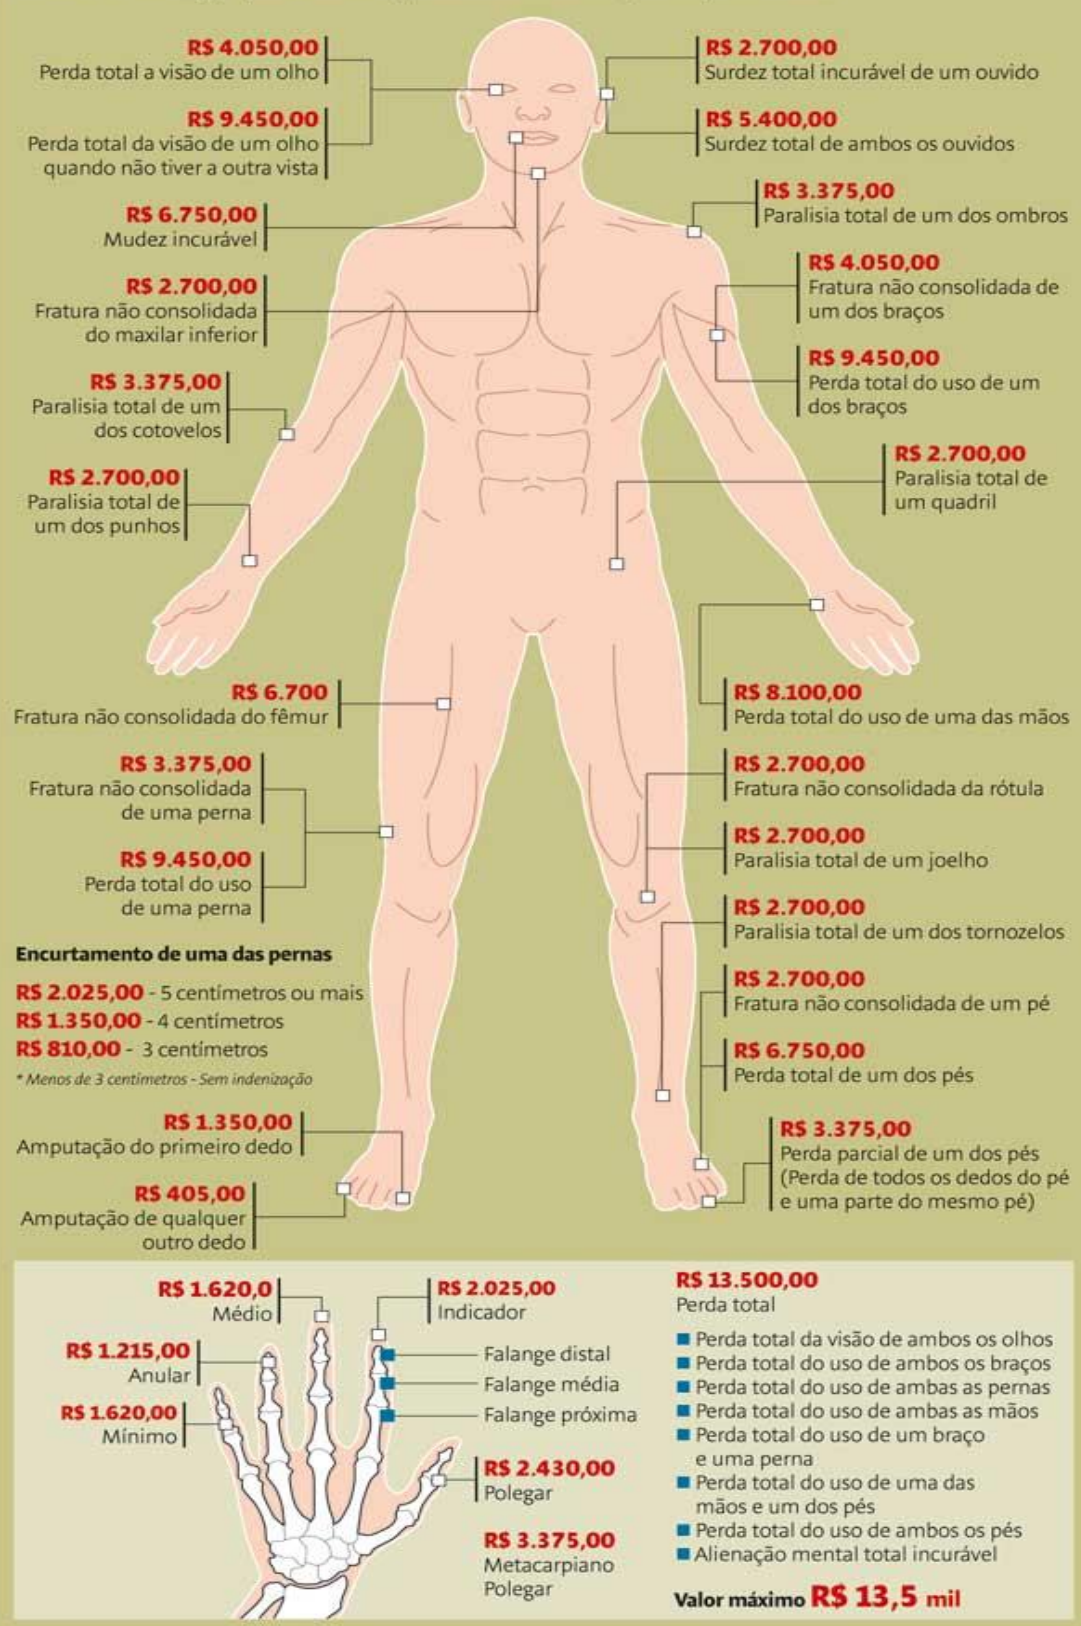 R$ 4.050,00
Perda total a visão de um olho
R$ 9.450,00
Perda total da visão de um olho
quando não tiver a outra vista
R$ 6.750,00
Mudez incurável
R$ 2.700,00
Fratura não consolidada
do maxilar inferior
R$ 3.375,00
Paralisia total de um
dos cotovelos
R$ 2.700,00
Paralisia total de
um dos punhos
R$ 2.700,00
Surdez total incurável de um ouvido
R$ 5.400,00
Surdez total de ambos os ouvidos
R$ 3.375,00
Paralisia total de um dos ombros
R$ 4.050,00
Fratura não consolidada de
um dos braços
R$ 9.450,00
Perda total do uso de um
dos braços
R$ 2.700,00
Paralisia total de
um quadril
R$ 6.700
Fratura não consolidada do fêmur
R$ 3.375,00
Fratura não consolidada
de uma perna
R$ 9.450,00
Perda total do uso
de uma perna
Encurtamento de uma das pernas
R$ 2.025,00 - 5 centímetros ou mais
R$ 1.350,00 - 4 centímetros
R$ 810,00 - 3 centímetros
* Menos de 3 centímetros - Sem indenização
R$ 1.350,00
Amputação do primeiro dedo
R$ 405,00
Amputação de qualquer
outro dedo
R$ 8.100,00
Perda total do uso de uma das mãos
R$ 2.700,00
Fratura não consolidada da rótula
R$ 2.700,00
Paralisia total de um joelho
R$ 2.700,00
Paralisia total de um dos tornozelos
R$ 2.700,00
Fratura não consolidada de um pé
R$ 6.750,00
Perda total de um dos pés
R$ 3.375,00
Perda parcial de um dos pés
(Perda de todos os dedos do pé
e uma parte do mesmo pé)
R$ 1.620,0
Médio
R$ 1.215,00
Anular
R$ 1.620,00
Mínimo
R$ 2.025,00
Indicador
Falange distal
Falange média
Falange próxima
R$ 2.430,00
Polegar
R$ 3.375,00
Metacarpiano
Polegar
R$ 13.500,00
Perda total
Perda total da visão de ambos os olhos
Perda total do uso de ambos os braços
Perda total do uso de ambas as pernas
Perda total do uso de ambas as mãos
Perda total do uso de um braço
e uma perna
Perda total do uso de uma das
mãos e um dos pés
Perda total do uso de ambos os pés
Alienação mental total incurável
Valor máximo R$ 13,5 mil